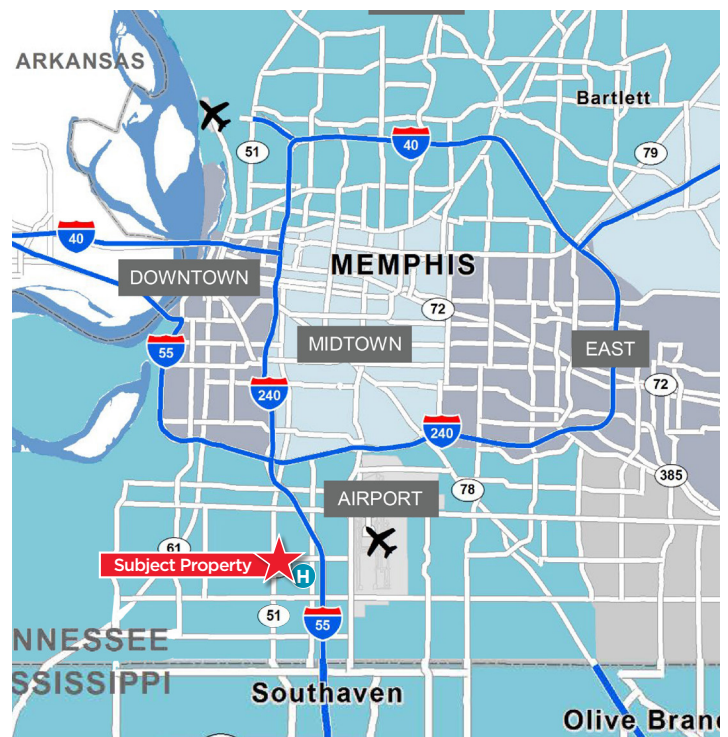 ARKANSAS
Bartlett
51
40
79
40
MEMPHIS
DOWNTOWN
72
MIDTOWN
EAST
55
72
240
240
385
78
AIRPORT
61
Subject Property
H
51
55
NNESSEE
SSISSIPPI
Southaven
Olive Branc